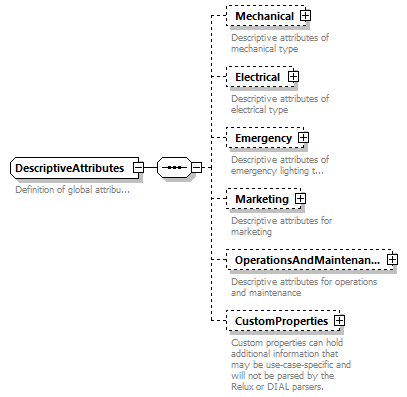 Mechanical
Descriptive attributes of
mechanical type
Electrical
Descriptive attributes of
electrical type
Emergency
Descriptive attributes of
emergency lighting t...
DescriptiveAttributes
Definition of global attribu...
Marketing
Descriptive attributes for
marketing
OperationsAndMaintenan...
Descriptive attributes for operations
and maintenance
CustomProperties
Custom properties can hold
additional information that
may be use-case-specific and
will not be parsed by the
Relux or DIAL parsers.